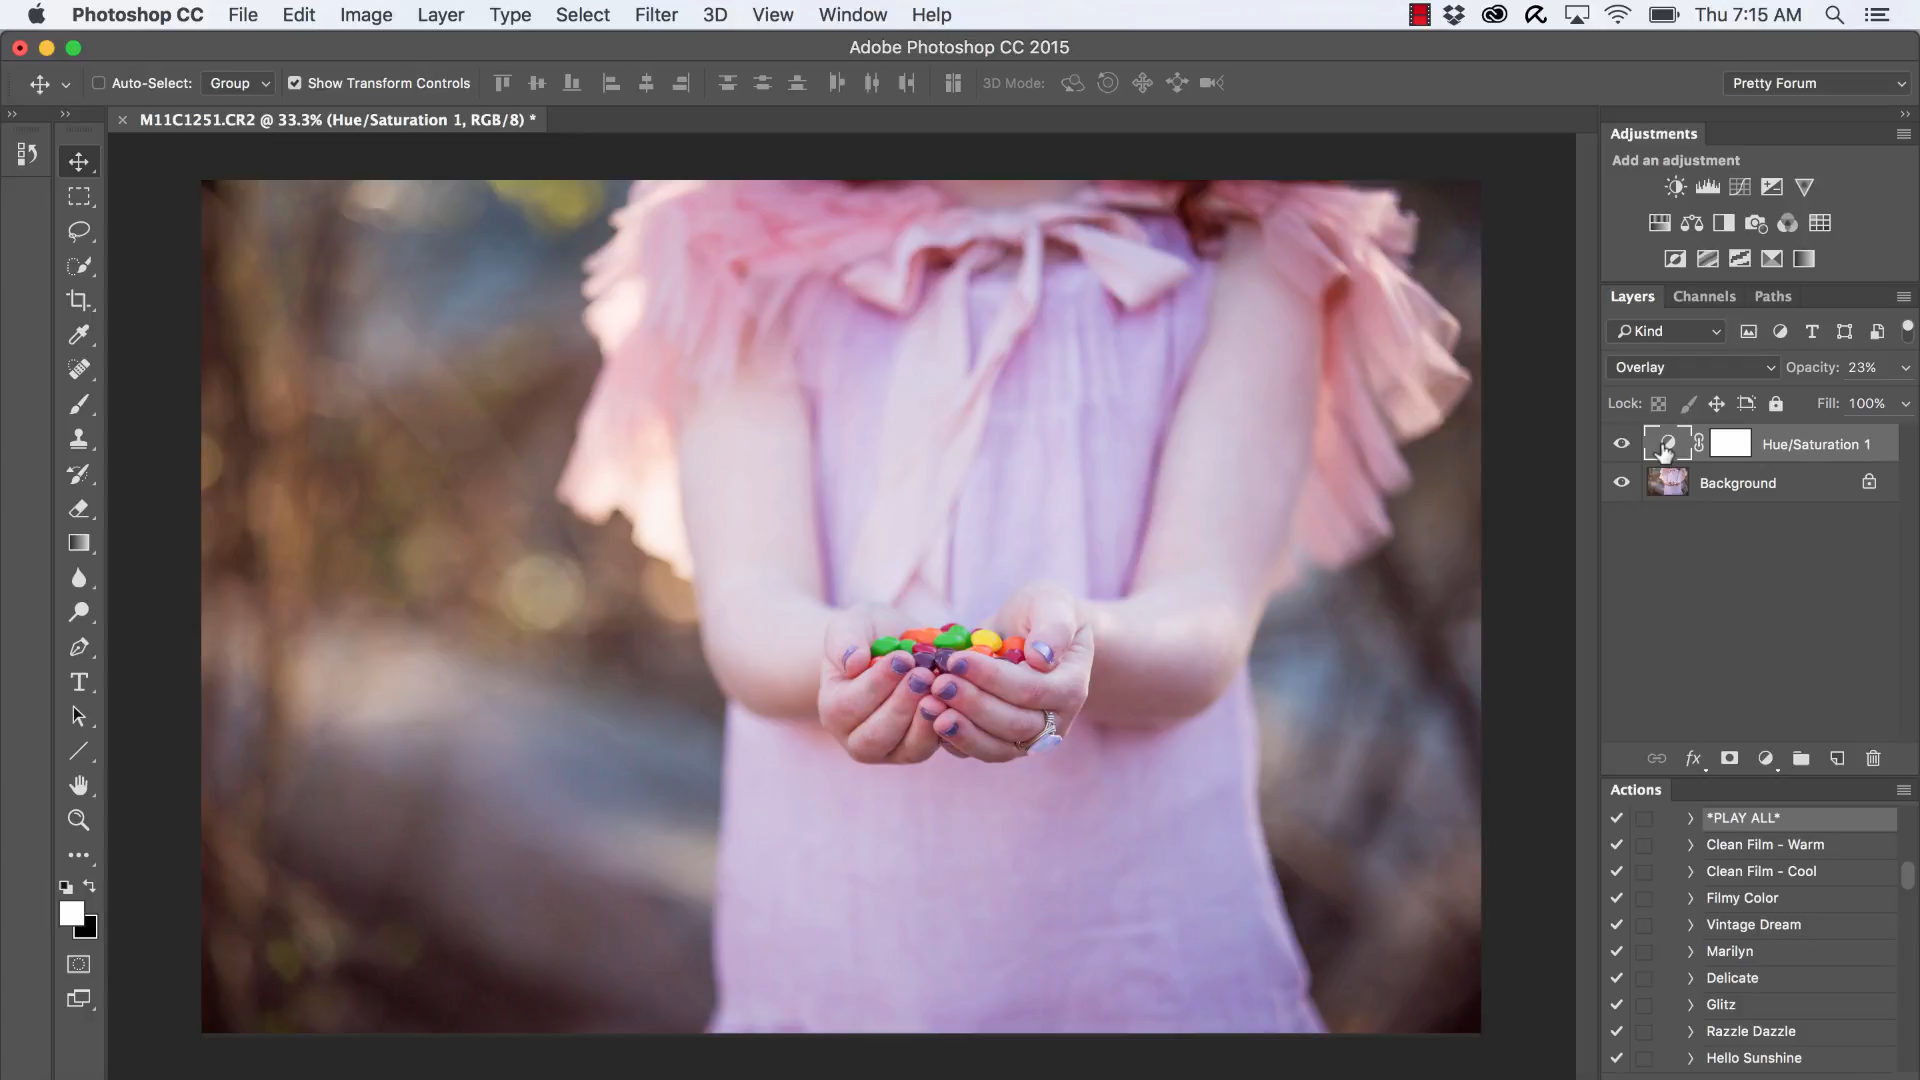 Photoshop CC File Edit Image Layer Type Select Filter 3D View Window Help Thu 7:15 AM
Adobe Photoshop CC 2015
Auto-Select: Group Show Transform Controls 3D Mode: Pretty Forum
M11C1251.CR2 @ 33.3% (Hue/Saturation 1, RGB/8) *
Adjustments
Add an adjustment
Layers Channels Paths
Kind
Overlay Opacity: 23%
Lock: Fill: 100%
Hue/Saturation 1
Background
fx
Actions
*PLAY ALL*
Clean Film - Warm
Clean Film - Cool
Filmy Color
Vintage Dream
Marilyn
Delicate
Glitz
Razzle Dazzle
Hello Sunshine